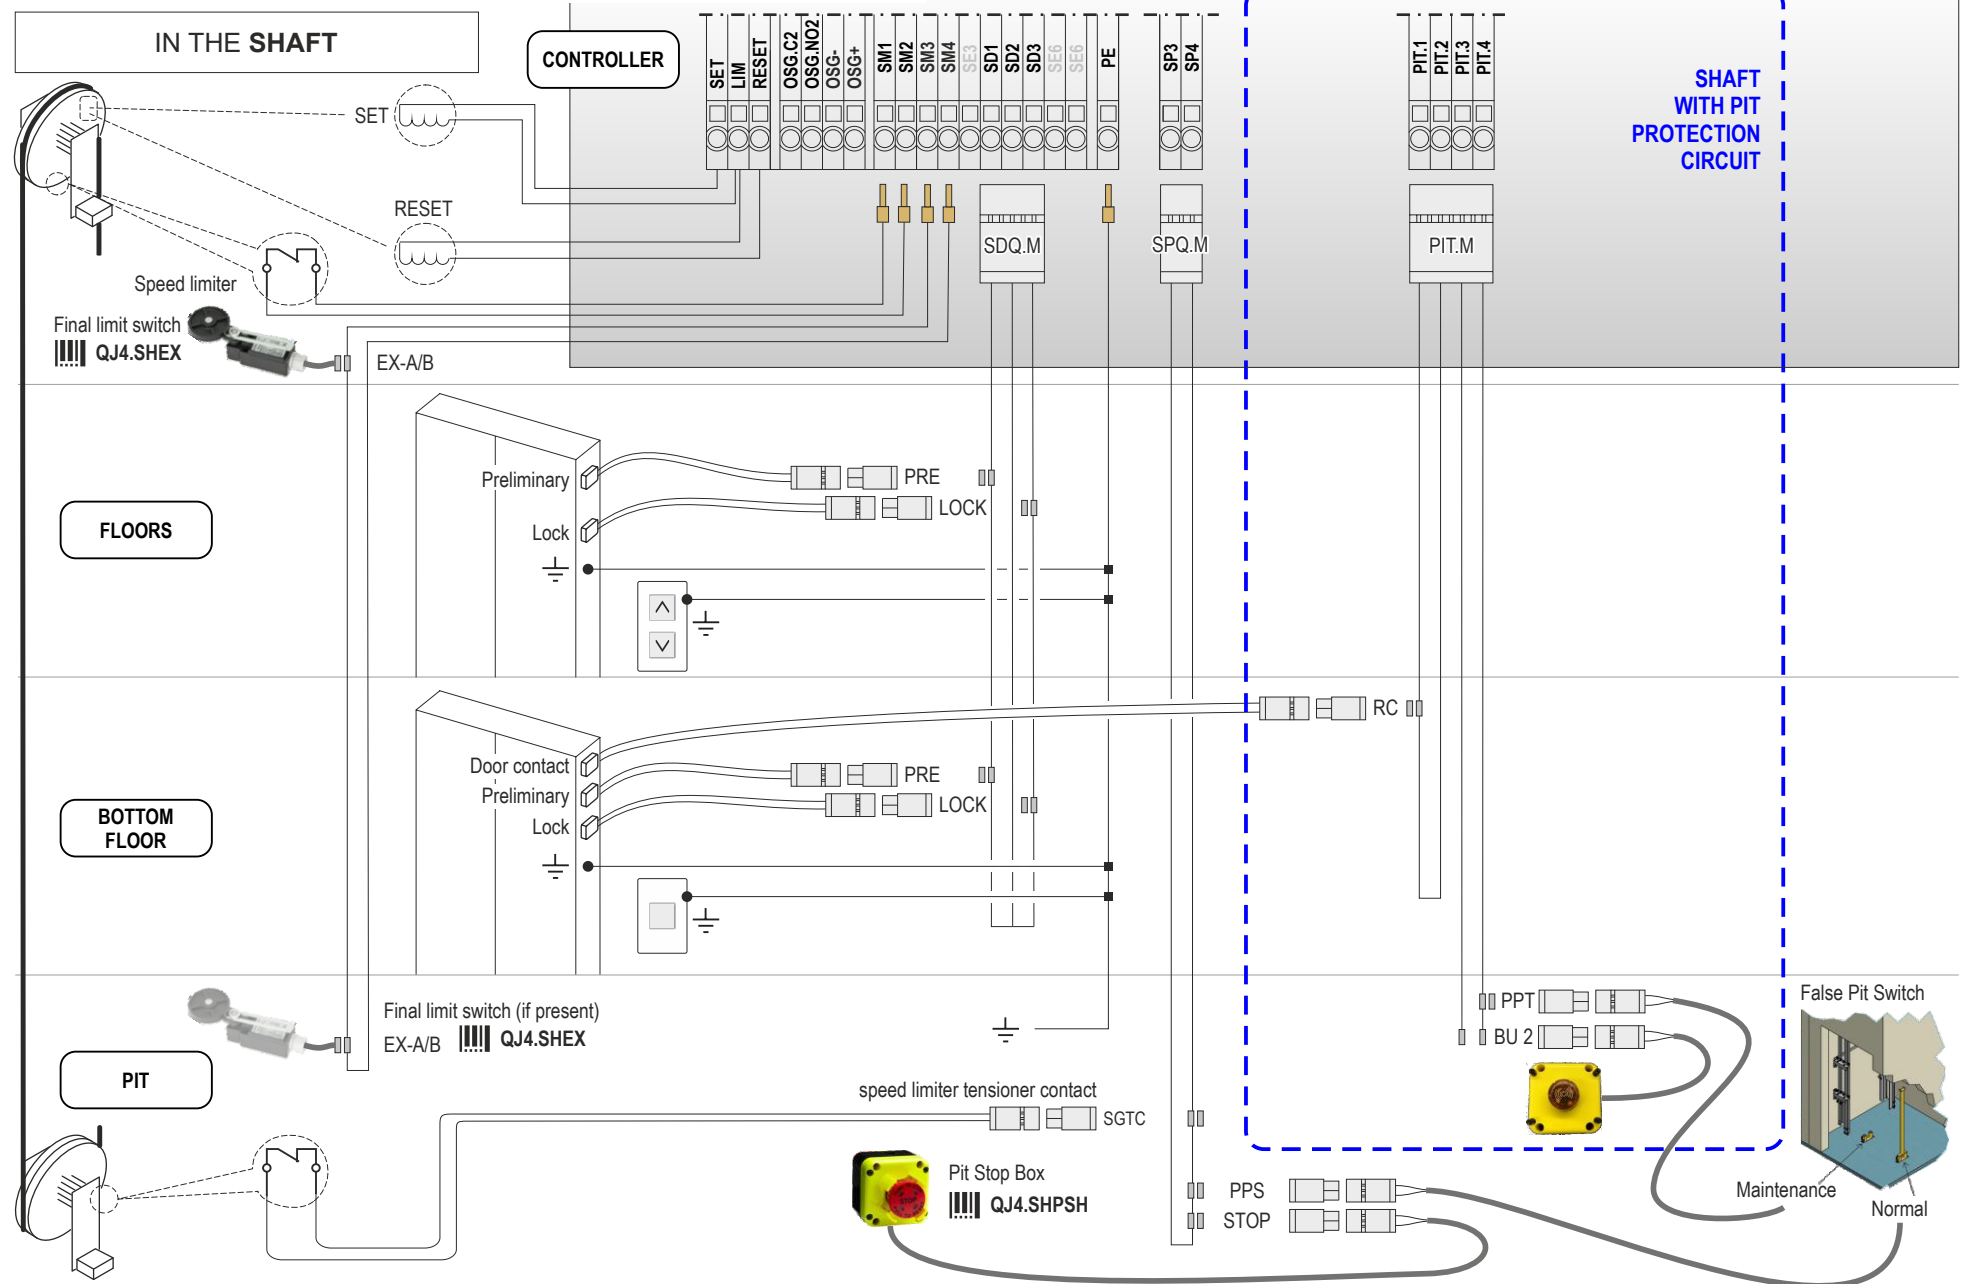 IN THE SHAFT
CONTROLLER
SET
LIM
RESET
OSG.C2
OSG.NO2
OSG-
OSG+
SM1
SM2
SM3
SM4
SE3
SD1
SD2
SD3
SE6
SE6
PE
SP3
SP4
PIT.1
PIT.2
PIT.3
PIT.4
SHAFT
WITH PIT
PROTECTION
CIRCUIT
SET
RESET
SDQ.M
SPQ.M
PIT.M
Speed limiter
Final limit switch
QJ4.SHEX
EX-A/B
FLOORS
Preliminary
Lock
PRE
LOCK
BOTTOM
FLOOR
Door contact
Preliminary
Lock
PRE
LOCK
RC
PIT
Final limit switch (if present)
EX-A/B
QJ4.SHEX
speed limiter tensioner contact
SGTC
Pit Stop Box
QJ4.SHPSH
STOP
PPS
STOP
PPT
BU 2
False Pit Switch
Maintenance
Normal